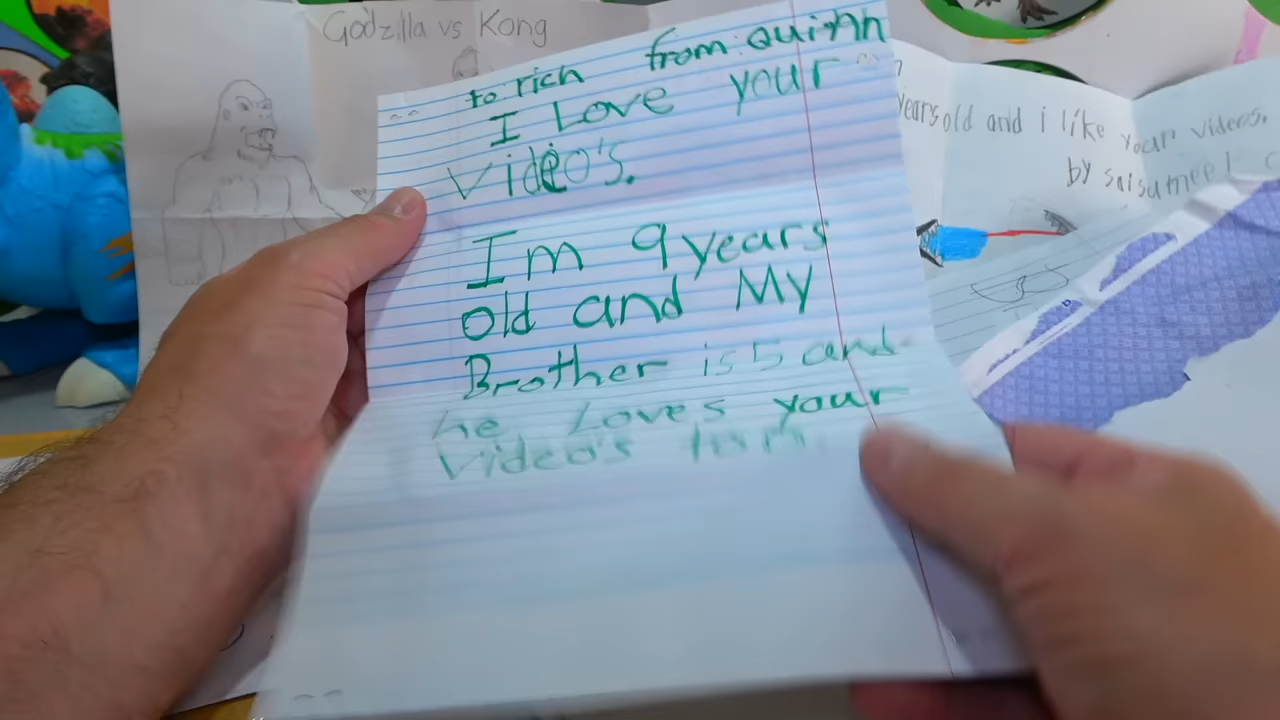 Godzilla vs Kong
to rich from Quinn
I Love your
Video's.
Im 9 years
old and My
Brother is 5 and
he Loves your
Video's
years old and i like your videos.
by